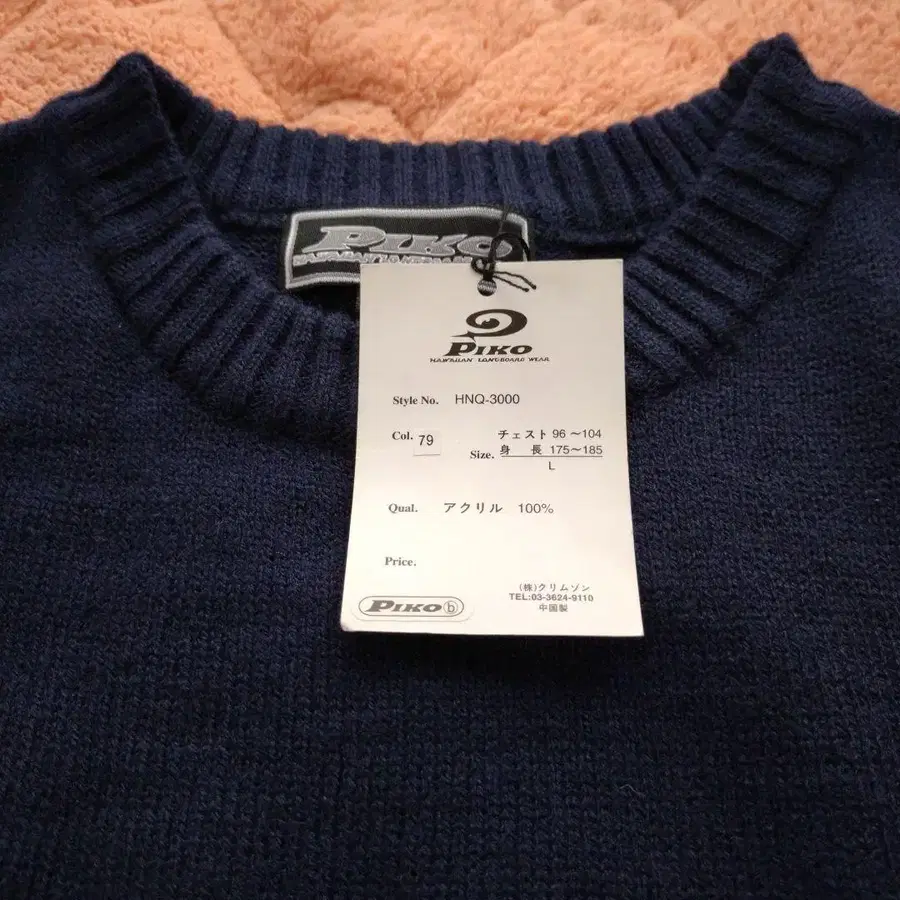 PIKO
PIKO
HAWAIIAN LONGBOARD WEAR
Style No. HNQ-3000
Col. 79
チェスト 96〜104
Size. 身 長 175〜185
L
Qual. アクリル 100%
Price.
(株)クリムゾン
TEL:03-3624-9110
中国製
PIKO b